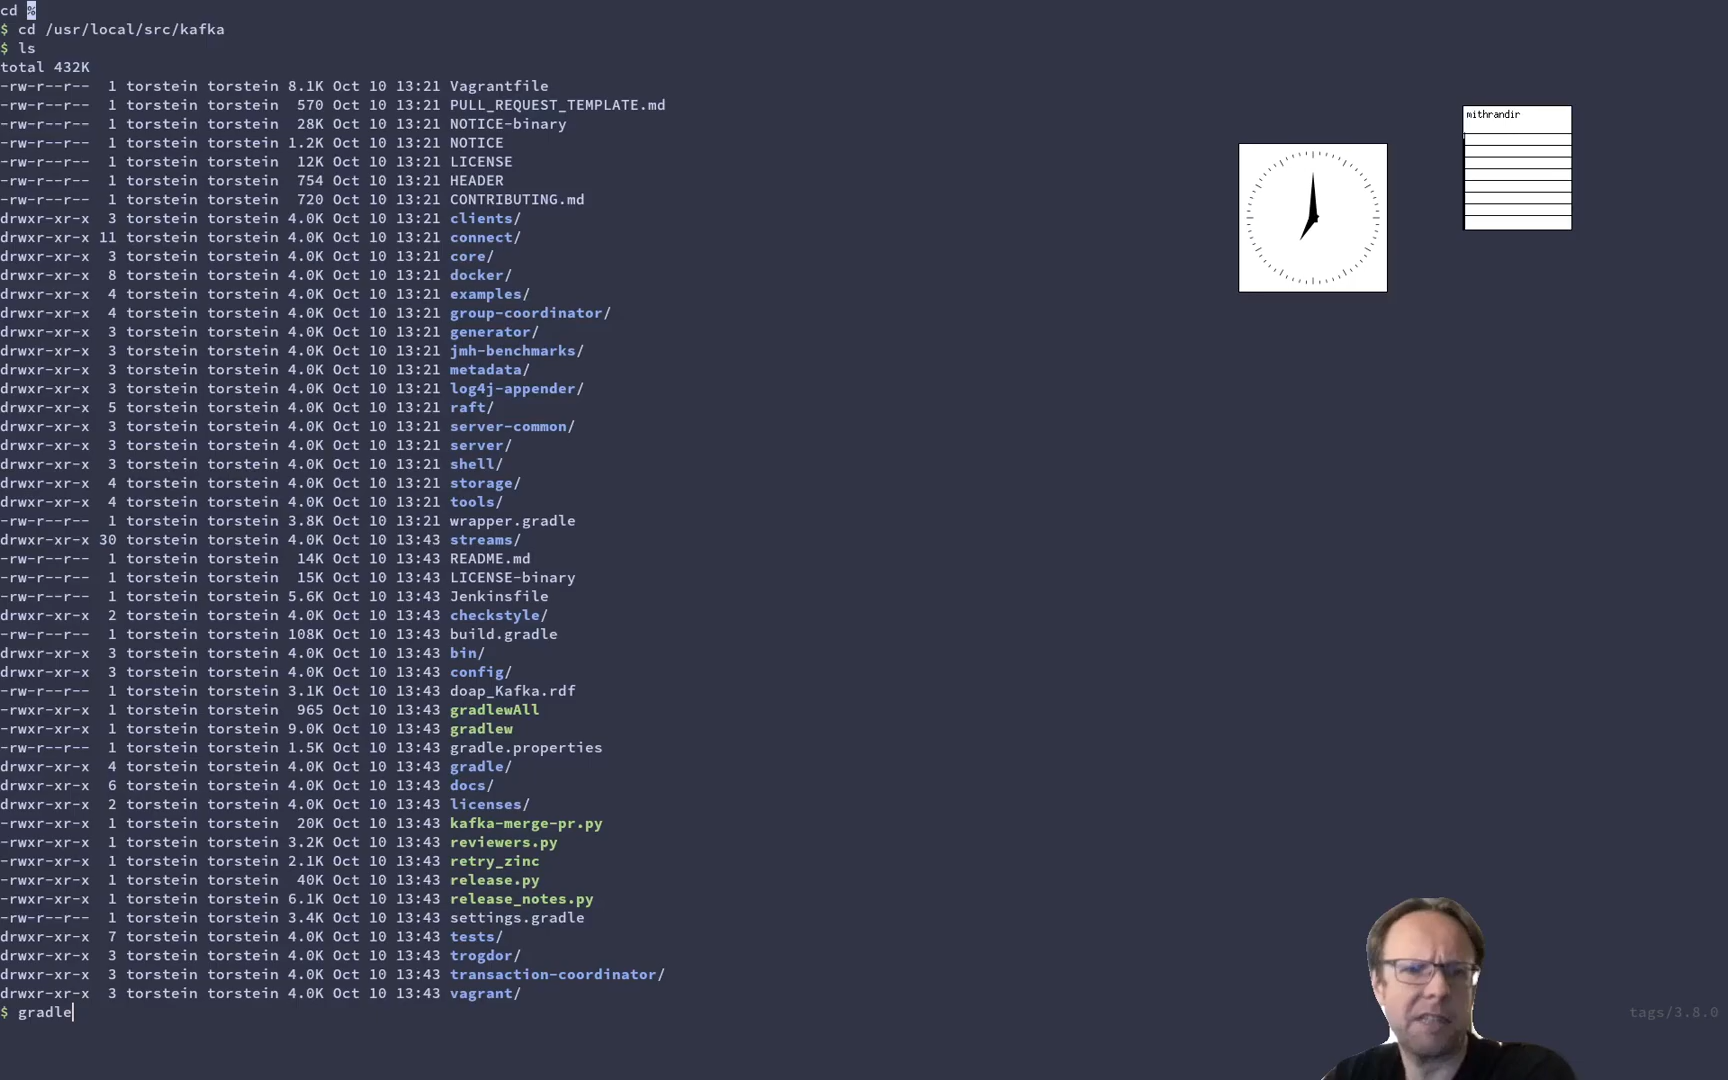 cd %
$ cd /usr/local/src/kafka
$ ls
total 432K
-rw-r--r--  1 torstein torstein 8.1K Oct 10 13:21 Vagrantfile
-rw-r--r--  1 torstein torstein  570 Oct 10 13:21 PULL_REQUEST_TEMPLATE.md
-rw-r--r--  1 torstein torstein  28K Oct 10 13:21 NOTICE-binary
-rw-r--r--  1 torstein torstein 1.2K Oct 10 13:21 NOTICE
-rw-r--r--  1 torstein torstein  12K Oct 10 13:21 LICENSE
-rw-r--r--  1 torstein torstein  754 Oct 10 13:21 HEADER
-rw-r--r--  1 torstein torstein  720 Oct 10 13:21 CONTRIBUTING.md
drwxr-xr-x  3 torstein torstein 4.0K Oct 10 13:21 clients/
drwxr-xr-x 11 torstein torstein 4.0K Oct 10 13:21 connect/
drwxr-xr-x  3 torstein torstein 4.0K Oct 10 13:21 core/
drwxr-xr-x  8 torstein torstein 4.0K Oct 10 13:21 docker/
drwxr-xr-x  4 torstein torstein 4.0K Oct 10 13:21 examples/
drwxr-xr-x  4 torstein torstein 4.0K Oct 10 13:21 group-coordinator/
drwxr-xr-x  3 torstein torstein 4.0K Oct 10 13:21 generator/
drwxr-xr-x  3 torstein torstein 4.0K Oct 10 13:21 jmh-benchmarks/
drwxr-xr-x  3 torstein torstein 4.0K Oct 10 13:21 metadata/
drwxr-xr-x  3 torstein torstein 4.0K Oct 10 13:21 log4j-appender/
drwxr-xr-x  5 torstein torstein 4.0K Oct 10 13:21 raft/
drwxr-xr-x  3 torstein torstein 4.0K Oct 10 13:21 server-common/
drwxr-xr-x  3 torstein torstein 4.0K Oct 10 13:21 server/
drwxr-xr-x  3 torstein torstein 4.0K Oct 10 13:21 shell/
drwxr-xr-x  4 torstein torstein 4.0K Oct 10 13:21 storage/
drwxr-xr-x  4 torstein torstein 4.0K Oct 10 13:21 tools/
-rw-r--r--  1 torstein torstein 3.8K Oct 10 13:21 wrapper.gradle
drwxr-xr-x 30 torstein torstein 4.0K Oct 10 13:43 streams/
-rw-r--r--  1 torstein torstein  14K Oct 10 13:43 README.md
-rw-r--r--  1 torstein torstein  15K Oct 10 13:43 LICENSE-binary
-rw-r--r--  1 torstein torstein 5.6K Oct 10 13:43 Jenkinsfile
drwxr-xr-x  2 torstein torstein 4.0K Oct 10 13:43 checkstyle/
-rw-r--r--  1 torstein torstein 108K Oct 10 13:43 build.gradle
drwxr-xr-x  3 torstein torstein 4.0K Oct 10 13:43 bin/
drwxr-xr-x  3 torstein torstein 4.0K Oct 10 13:43 config/
-rw-r--r--  1 torstein torstein 3.1K Oct 10 13:43 doap_Kafka.rdf
-rwxr-xr-x  1 torstein torstein  965 Oct 10 13:43 gradlewAll
-rwxr-xr-x  1 torstein torstein 9.0K Oct 10 13:43 gradlew
-rw-r--r--  1 torstein torstein 1.5K Oct 10 13:43 gradle.properties
drwxr-xr-x  4 torstein torstein 4.0K Oct 10 13:43 gradle/
drwxr-xr-x  6 torstein torstein 4.0K Oct 10 13:43 docs/
drwxr-xr-x  2 torstein torstein 4.0K Oct 10 13:43 licenses/
-rwxr-xr-x  1 torstein torstein  20K Oct 10 13:43 kafka-merge-pr.py
-rwxr-xr-x  1 torstein torstein 3.2K Oct 10 13:43 reviewers.py
-rwxr-xr-x  1 torstein torstein 2.1K Oct 10 13:43 retry_zinc
-rwxr-xr-x  1 torstein torstein  40K Oct 10 13:43 release.py
-rwxr-xr-x  1 torstein torstein 6.1K Oct 10 13:43 release_notes.py
-rw-r--r--  1 torstein torstein 3.4K Oct 10 13:43 settings.gradle
drwxr-xr-x  7 torstein torstein 4.0K Oct 10 13:43 tests/
drwxr-xr-x  3 torstein torstein 4.0K Oct 10 13:43 trogdor/
drwxr-xr-x  3 torstein torstein 4.0K Oct 10 13:43 transaction-coordinator/
drwxr-xr-x  3 torstein torstein 4.0K Oct 10 13:43 vagrant/
$ gradle
tags/3.8.0
mithrandir